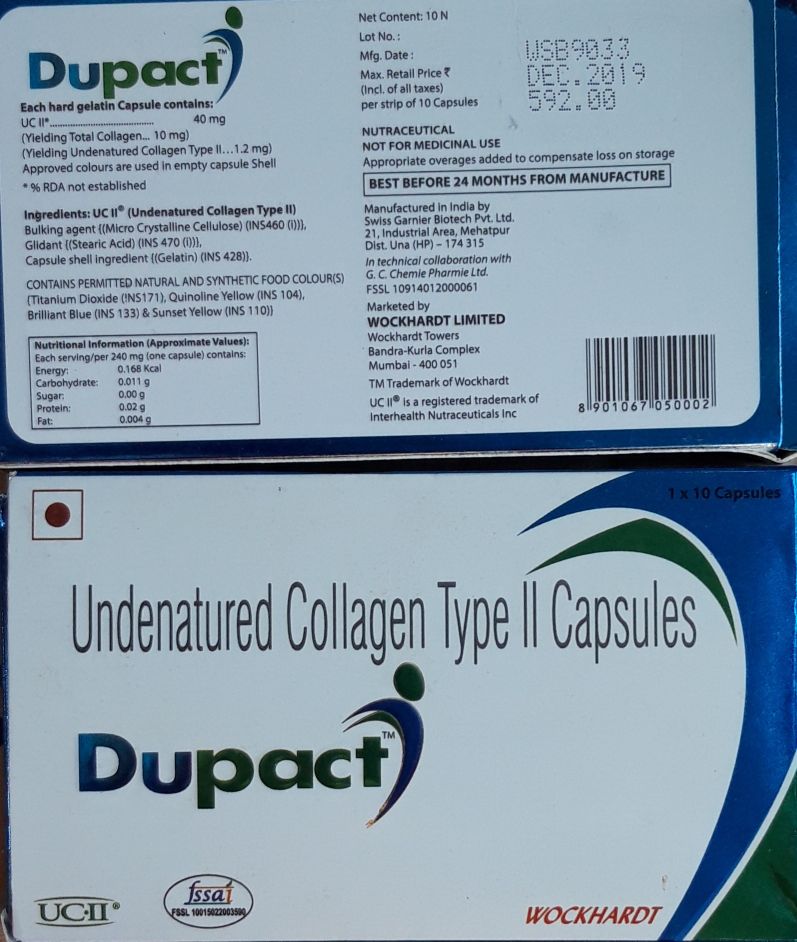 Dupact™
Each hard gelatin Capsule contains:
UC II*........................................ 40 mg
(Yielding Total Collagen... 10 mg)
(Yielding Undenatured Collagen Type II...1.2 mg)
Approved colours are used in empty capsule Shell
* % RDA not established
Ingredients: UC II® (Undenatured Collagen Type II)
Bulking agent {(Micro Crystalline Cellulose) (INS460 (i))},
Glidant {(Stearic Acid) (INS 470 (i))},
Capsule shell ingredient {(Gelatin) (INS 428)}.
CONTAINS PERMITTED NATURAL AND SYNTHETIC FOOD COLOUR(S)
{Titanium Dioxide (!NS171), Quinoline Yellow (INS 104),
Brilliant Blue (INS 133) & Sunset Yellow (INS 110)}
Nutritional Information (Approximate Values):
Each serving/per 240 mg (one capsule) contains:
Energy: 0.168 Kcal
Carbohydrate: 0.011 g
Sugar: 0.00 g
Protein: 0.02 g
Fat: 0.004 g
Net Content: 10 N
Lot No. : WSB9033
Mfg. Date : DEC.2019
Max. Retail Price ₹ 592.00
(Incl. of all taxes)
per strip of 10 Capsules
NUTRACEUTICAL
NOT FOR MEDICINAL USE
Appropriate overages added to compensate loss on storage
BEST BEFORE 24 MONTHS FROM MANUFACTURE
Manufactured in India by
Swiss Garnier Biotech Pvt. Ltd.
21, Industrial Area, Mehatpur
Dist. Una (HP) – 174 315
In technical collaboration with
G. C. Chemie Pharmie Ltd.
FSSL 10914012000061
Marketed by
WOCKHARDT LIMITED
Wockhardt Towers
Bandra-Kurla Complex
Mumbai - 400 051
TM Trademark of Wockhardt
UC II® is a registered trademark of
Interhealth Nutraceuticals Inc
8 901067 050002
1 x 10 Capsules
Undenatured Collagen Type II Capsules
Dupact™
UC-II®
fssai
FSSL 10015022003590
WOCKHARDT